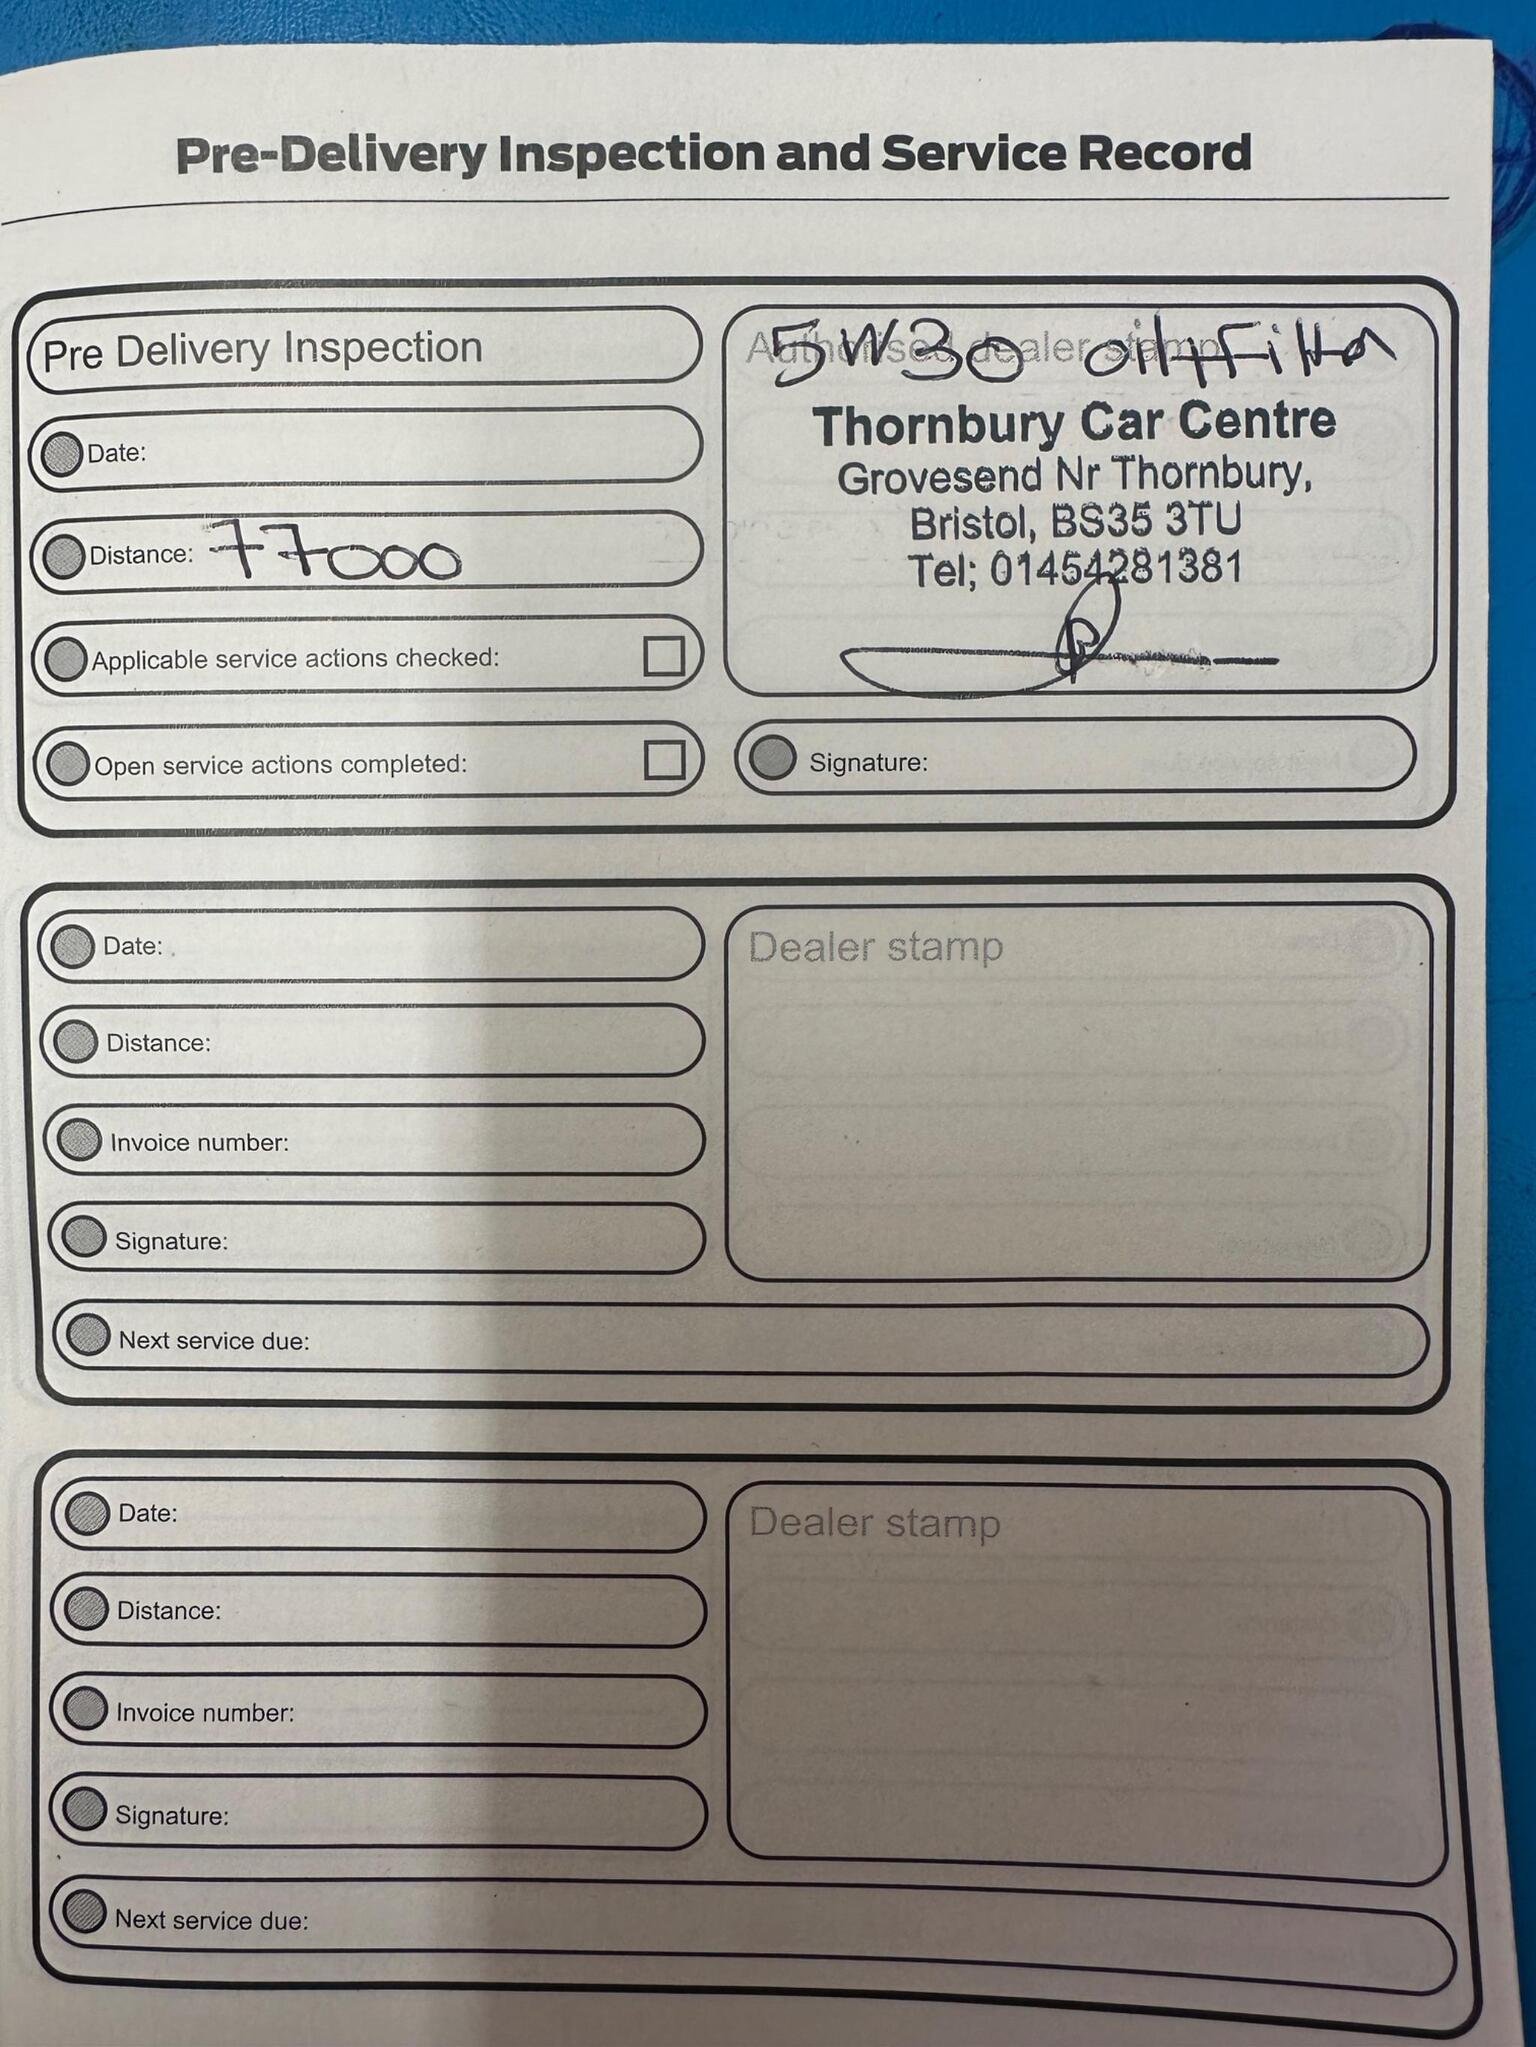 Pre-Delivery Inspection and Service Record
Pre Delivery Inspection
Date:
Distance: 77000
Applicable service actions checked:
Open service actions completed:
Authorised dealer stamp
5W30 oil + Filter
Thornbury Car Centre
Grovesend Nr Thornbury,
Bristol, BS35 3TU
Tel; 01454281381
Signature:
Date:
Distance:
Invoice number:
Signature:
Next service due:
Dealer stamp
Date:
Distance:
Invoice number:
Signature:
Next service due:
Dealer stamp